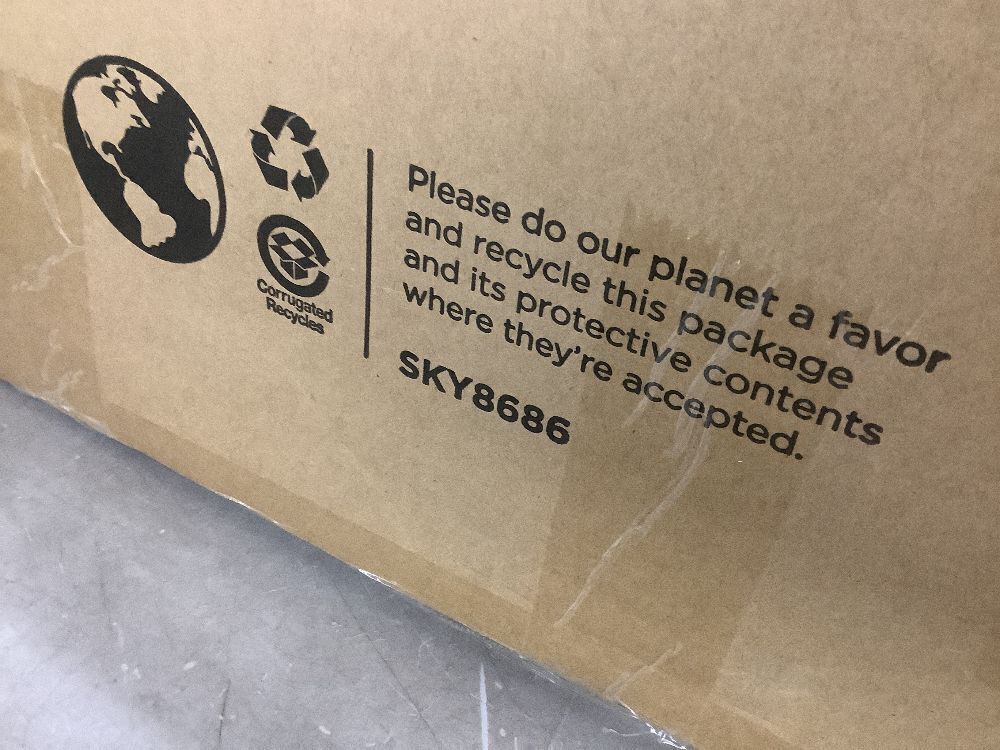 Corrugated
Recycles
Please do our planet a favor
and recycle this package
and its protective contents
where they're accepted.
SKY8686